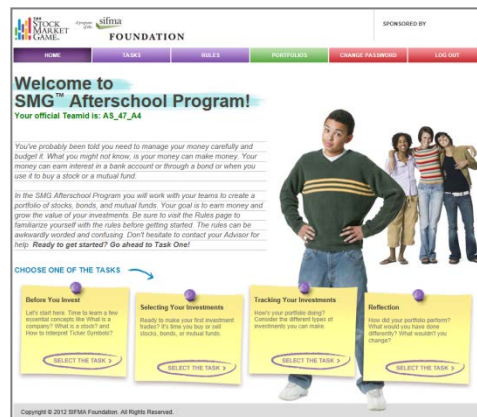 THE
STOCK
MARKET
GAME™
A program of the sifma
FOUNDATION
SPONSORED BY
HOME TASKS RULES PORTFOLIOS CHANGE PASSWORD LOG OUT
Welcome to
SMG™ Afterschool Program!
Your official Teamid is: AS_47_A4
You've probably been told you need to manage your money carefully and
budget it. What you might not know, is your money can make money. Your
money can earn interest in a bank account or through a bond or when you
use it to buy a stock or a mutual fund.
In the SMG Afterschool Program you will work with your teams to create a
portfolio of stocks, bonds, and mutual funds. Your goal is to earn money and
grow the value of your investments. Be sure to visit the Rules page to
familiarize yourself with the rules before getting started. The rules can be
awkwardly worded and confusing. Don't hesitate to contact your Advisor for
help. Ready to get started? Go ahead to Task One!
CHOOSE ONE OF THE TASKS
Before You Invest
Let's start here. Time to learn a few
essential concepts like What is a
company? What is a stock? and
How to interpret Ticker Symbols?
SELECT THE TASK >
Selecting Your Investments
Ready to make your first investment
trades? It's time you buy or sell
stocks, bonds, or mutual funds.
SELECT THE TASK >
Tracking Your Investments
How's your portfolio doing?
Consider the different types of
investments you can make.
SELECT THE TASK >
Reflection
How did your portfolio perform?
What would you have done
differently? What wouldn't you
change?
SELECT THE TASK >
Copyright © 2012 SIFMA Foundation. All Rights Reserved.